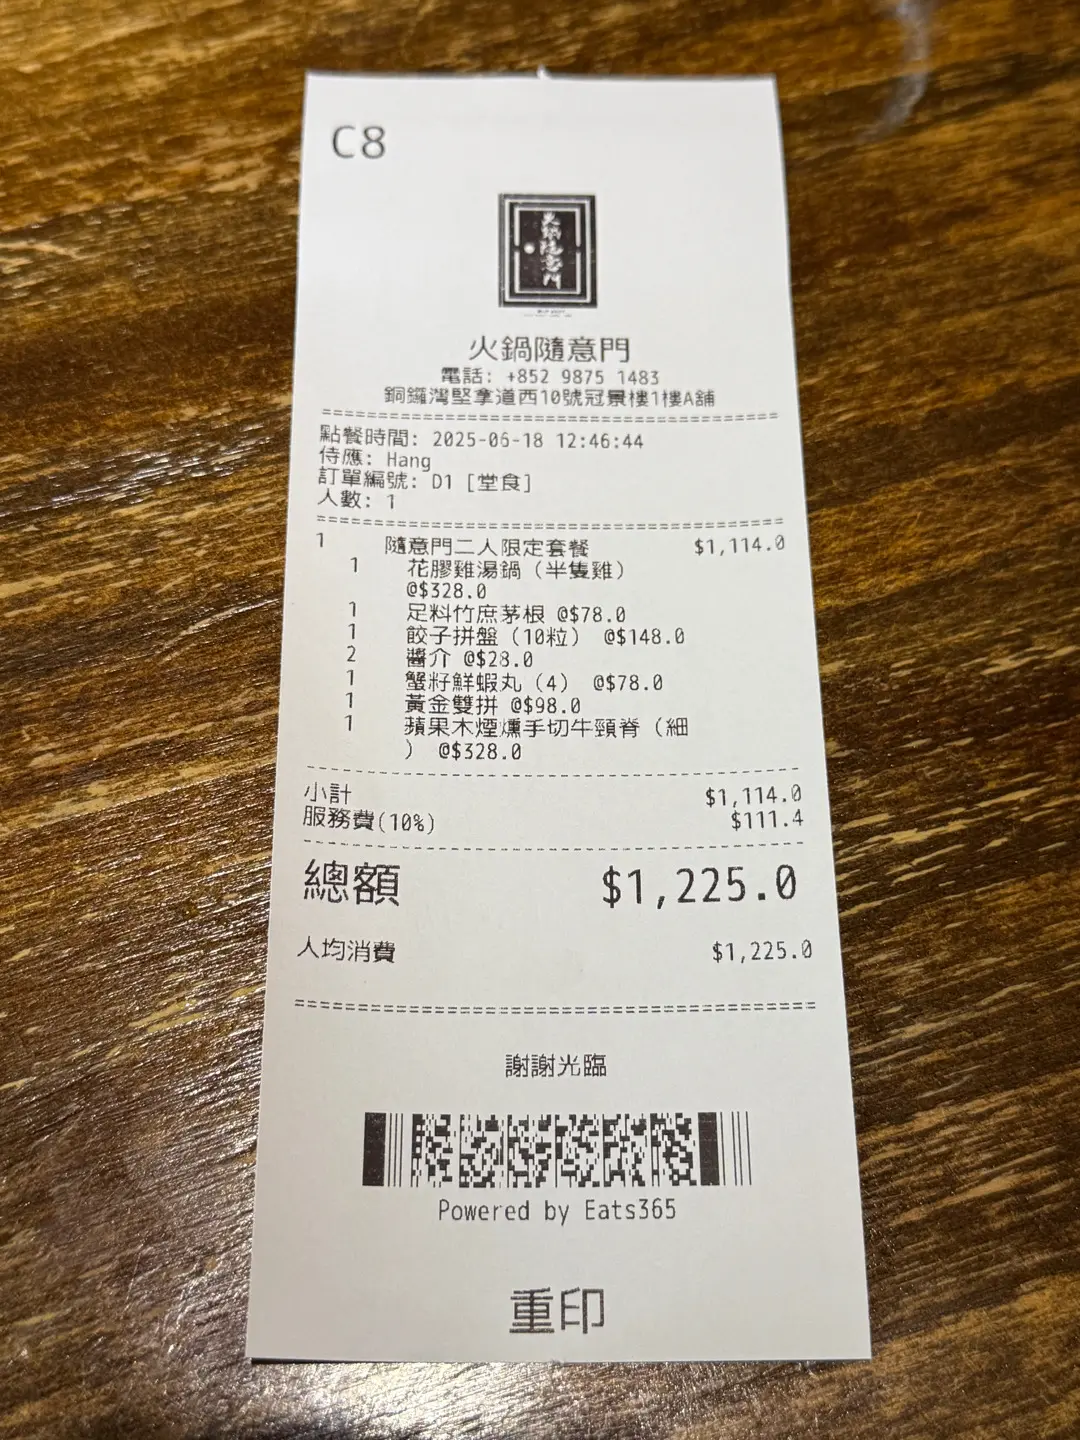 C8
火鍋隨意門
火鍋隨意門
電話: +852 9875 1483
銅鑼灣堅拿道西10號冠景樓1樓A舖
點餐時間: 2025-06-18 12:46:44
侍應: Hang
訂單編號: D1 [堂食]
人數: 1
1 隨意門二人限定套餐 $1,114.0
1 花膠雞湯鍋（半隻雞）
@$328.0
1 足料竹庶茅根 @$78.0
1 餃子拼盤（10粒） @$148.0
2 醬介 @$28.0
1 蟹籽鮮蝦丸（4） @$78.0
1 黃金雙拼 @$98.0
1 蘋果木煙燻手切牛頸脊（細
） @$328.0
小計 $1,114.0
服務費(10%) $111.4
總額 $1,225.0
人均消費 $1,225.0
謝謝光臨
Powered by Eats365
重印